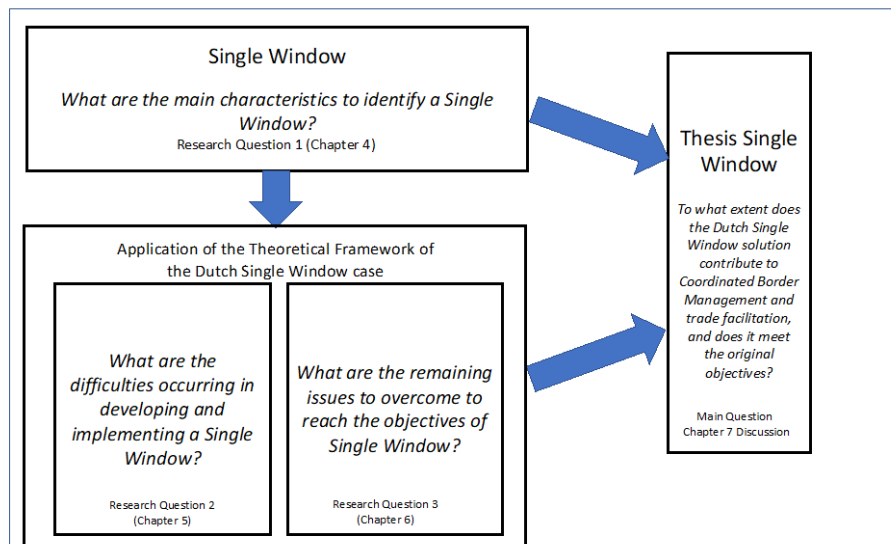 Single Window
What are the main characteristics to identify a Single
Window?
Research Question 1 (Chapter 4)
Application of the Theoretical Framework of
the Dutch Single Window case
What are the
difficulties occurring in
developing and
implementing a Single
Window?
Research Question 2
(Chapter 5)
What are the remaining
issues to overcome to
reach the objectives of
Single Window?
Research Question 3
(Chapter 6)
Thesis Single
Window
To what extent does
the Dutch Single
Window solution
contribute to
Coordinated Border
Management and
trade facilitation,
and does it meet
the original
objectives?
Main Question
Chapter 7 Discussion